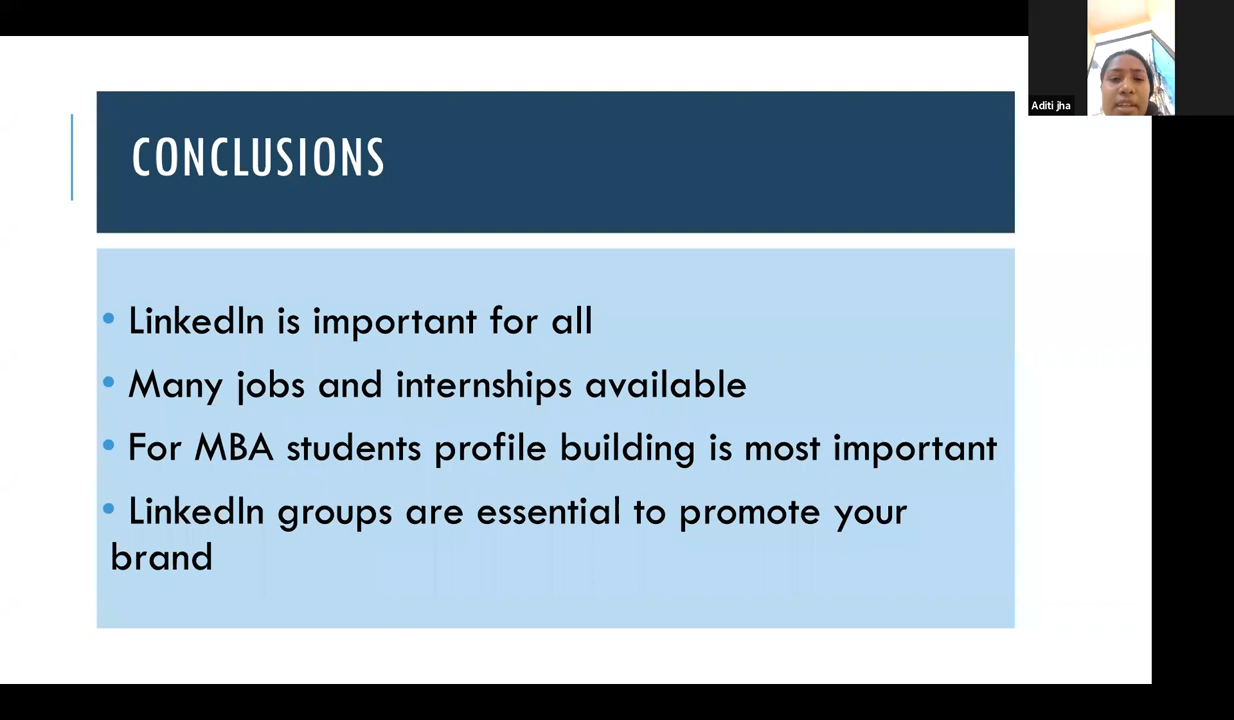 Aditi jha
CONCLUSIONS
• LinkedIn is important for all
• Many jobs and internships available
• For MBA students profile building is most important
• LinkedIn groups are essential to promote your
brand